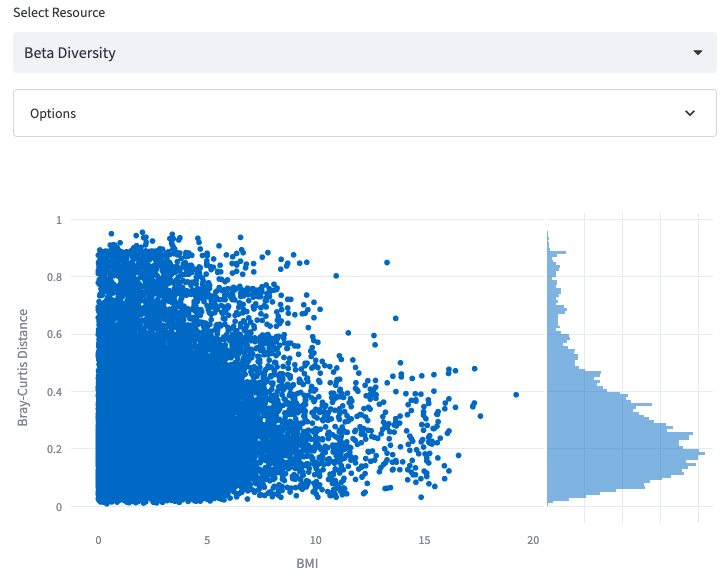 Select Resource
Beta Diversity
Options
1
0.8
0.6
0.4
0.2
0
Bray-Curtis Distance
0 5 10 15 20
BMI